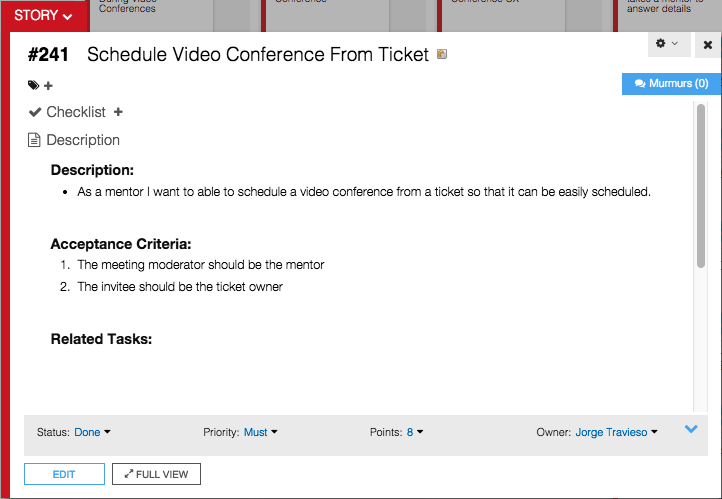 STORY
During Video
Conferences
Conference
Conference UX
takes a mentor to
answer details
#241 Schedule Video Conference From Ticket
Murmurs (0)
Checklist
Description
Description:
As a mentor I want to able to schedule a video conference from a ticket so that it can be easily scheduled.
Acceptance Criteria:
1. The meeting moderator should be the mentor
2. The invitee should be the ticket owner
Related Tasks:
Status: Done Priority: Must Points: 8 Owner: Jorge Travieso
EDIT FULL VIEW